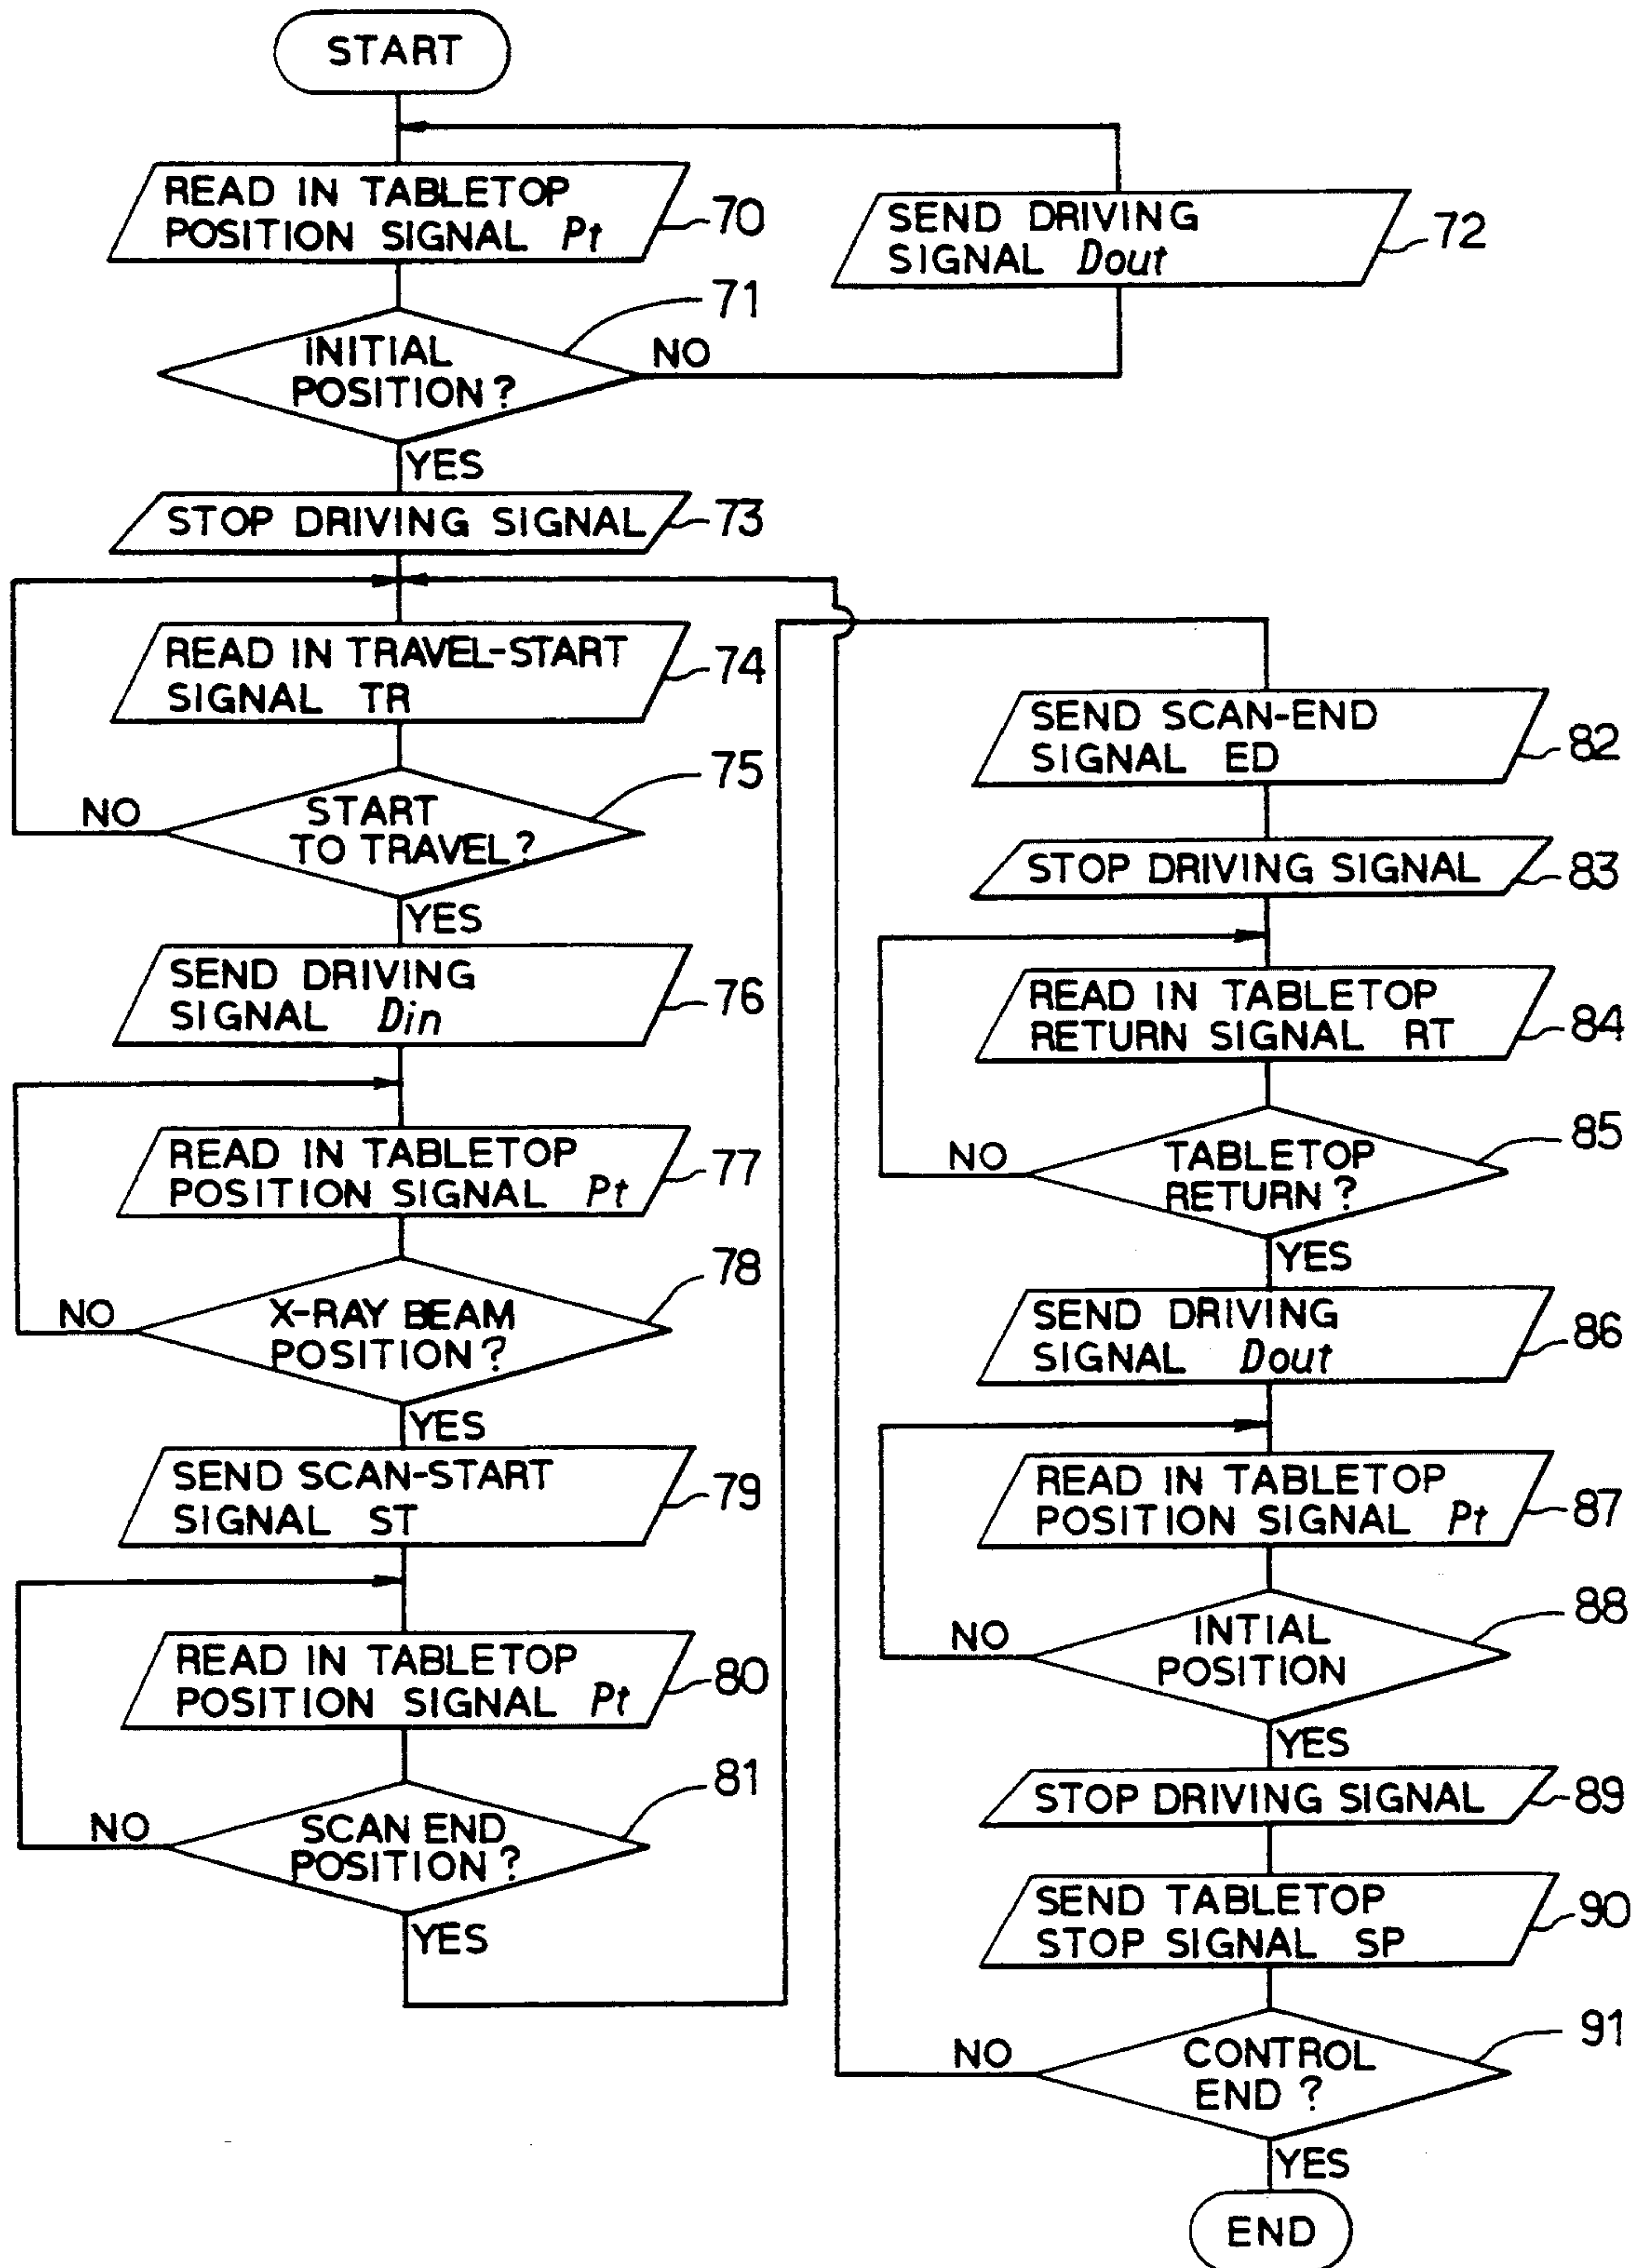 START
READ IN TABLETOP
POSITION SIGNAL Pt
70
SEND DRIVING
SIGNAL Dout
72
71
INITIAL
POSITION?
NO
YES
STOP DRIVING SIGNAL
73
READ IN TRAVEL-START
SIGNAL TR
74
75
START
TO TRAVEL?
NO
YES
SEND DRIVING
SIGNAL Din
76
READ IN TABLETOP
POSITION SIGNAL Pt
77
78
X-RAY BEAM
POSITION?
NO
YES
SEND SCAN-START
SIGNAL ST
79
READ IN TABLETOP
POSITION SIGNAL Pt
80
81
SCAN END
POSITION?
NO
YES
SEND SCAN-END
SIGNAL ED
82
STOP DRIVING SIGNAL
83
READ IN TABLETOP
RETURN SIGNAL RT
84
85
TABLETOP
RETURN?
NO
YES
SEND DRIVING
SIGNAL Dout
86
READ IN TABLETOP
POSITION SIGNAL Pt
87
88
INTIAL
POSITION
NO
YES
STOP DRIVING SIGNAL
89
SEND TABLETOP
STOP SIGNAL SP
90
91
CONTROL
END?
NO
YES
END